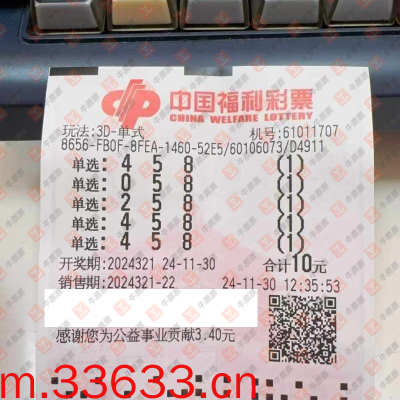 中国福利彩票
CHINA WELFARE LOTTERY
玩法:3D-单式 机号:61011707
8656-FB0F-8FEA-1460-52E5/60106073/D4911
单选: 4 5 8 (1)
单选: 0 5 8 (1)
单选: 2 5 8 (1)
单选: 4 5 8 (1)
单选: 4 5 8 (1)
开奖期:2024321 24-11-30 合计10元
销售期:2024321-22 24-11-30 12:35:53
感谢您为公益事业贡献3.40元
m.33633.cn